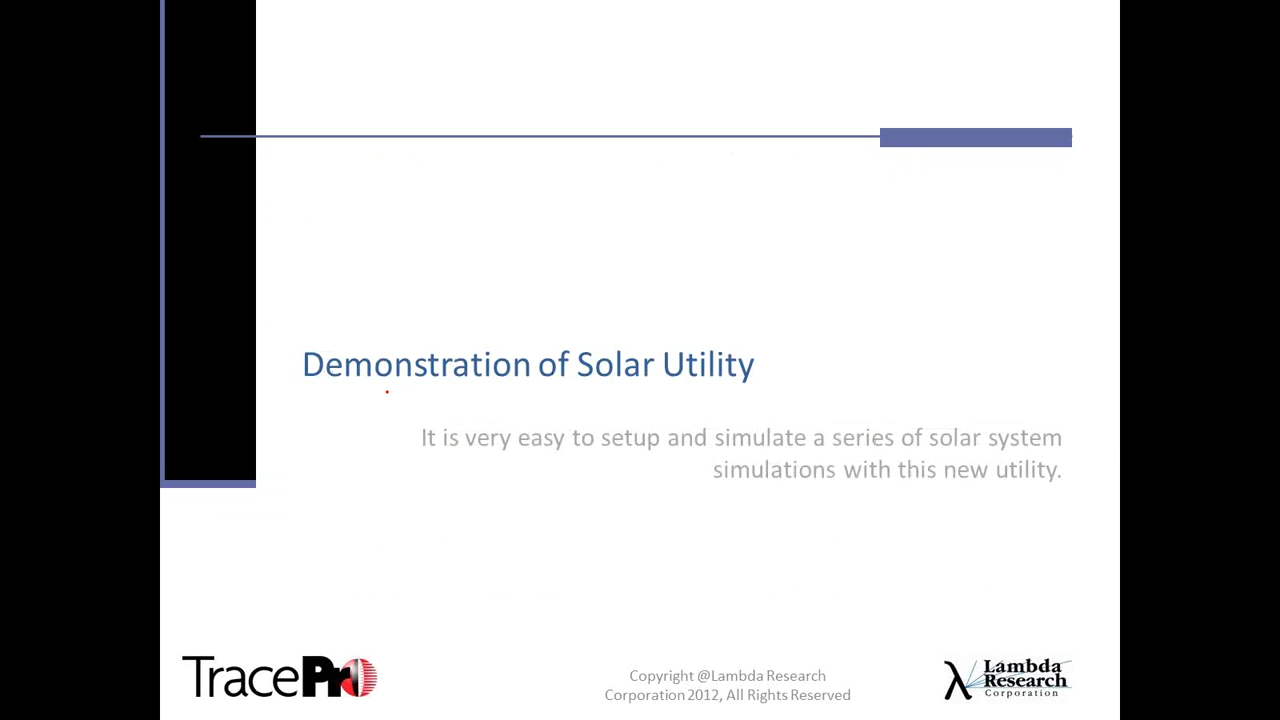 Demonstration of Solar Utility
It is very easy to setup and simulate a series of solar system
simulations with this new utility.
TracePro
Copyright @Lambda Research
Corporation 2012, All Rights Reserved
λ Lambda
Research
Corporation